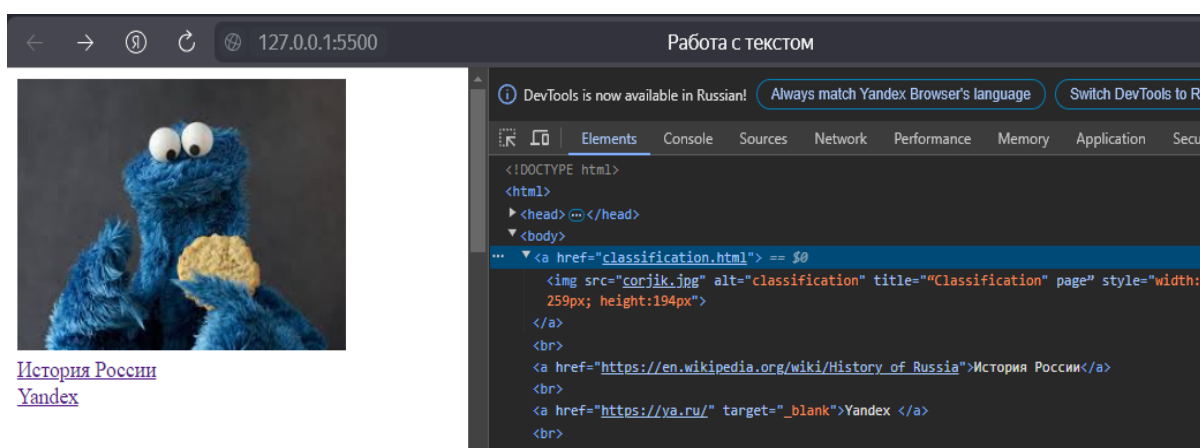 127.0.0.1:5500 Работа с текстом
DevTools is now available in Russian! Always match Yandex Browser's language Switch DevTools to R
Elements Console Sources Network Performance Memory Application Secu
<!DOCTYPE html>
<html>
<head> … </head>
<body>
… <a href="classification.html"> == $0
<img src="corjik.jpg" alt="classification" title="“Classification" page” style="width:
259px; height:194px">
</a>
<br>
<a href="https://en.wikipedia.org/wiki/History of Russia">История России</a>
<br>
<a href="https://ya.ru/" target="_blank">Yandex </a>
<br>
История России
Yandex